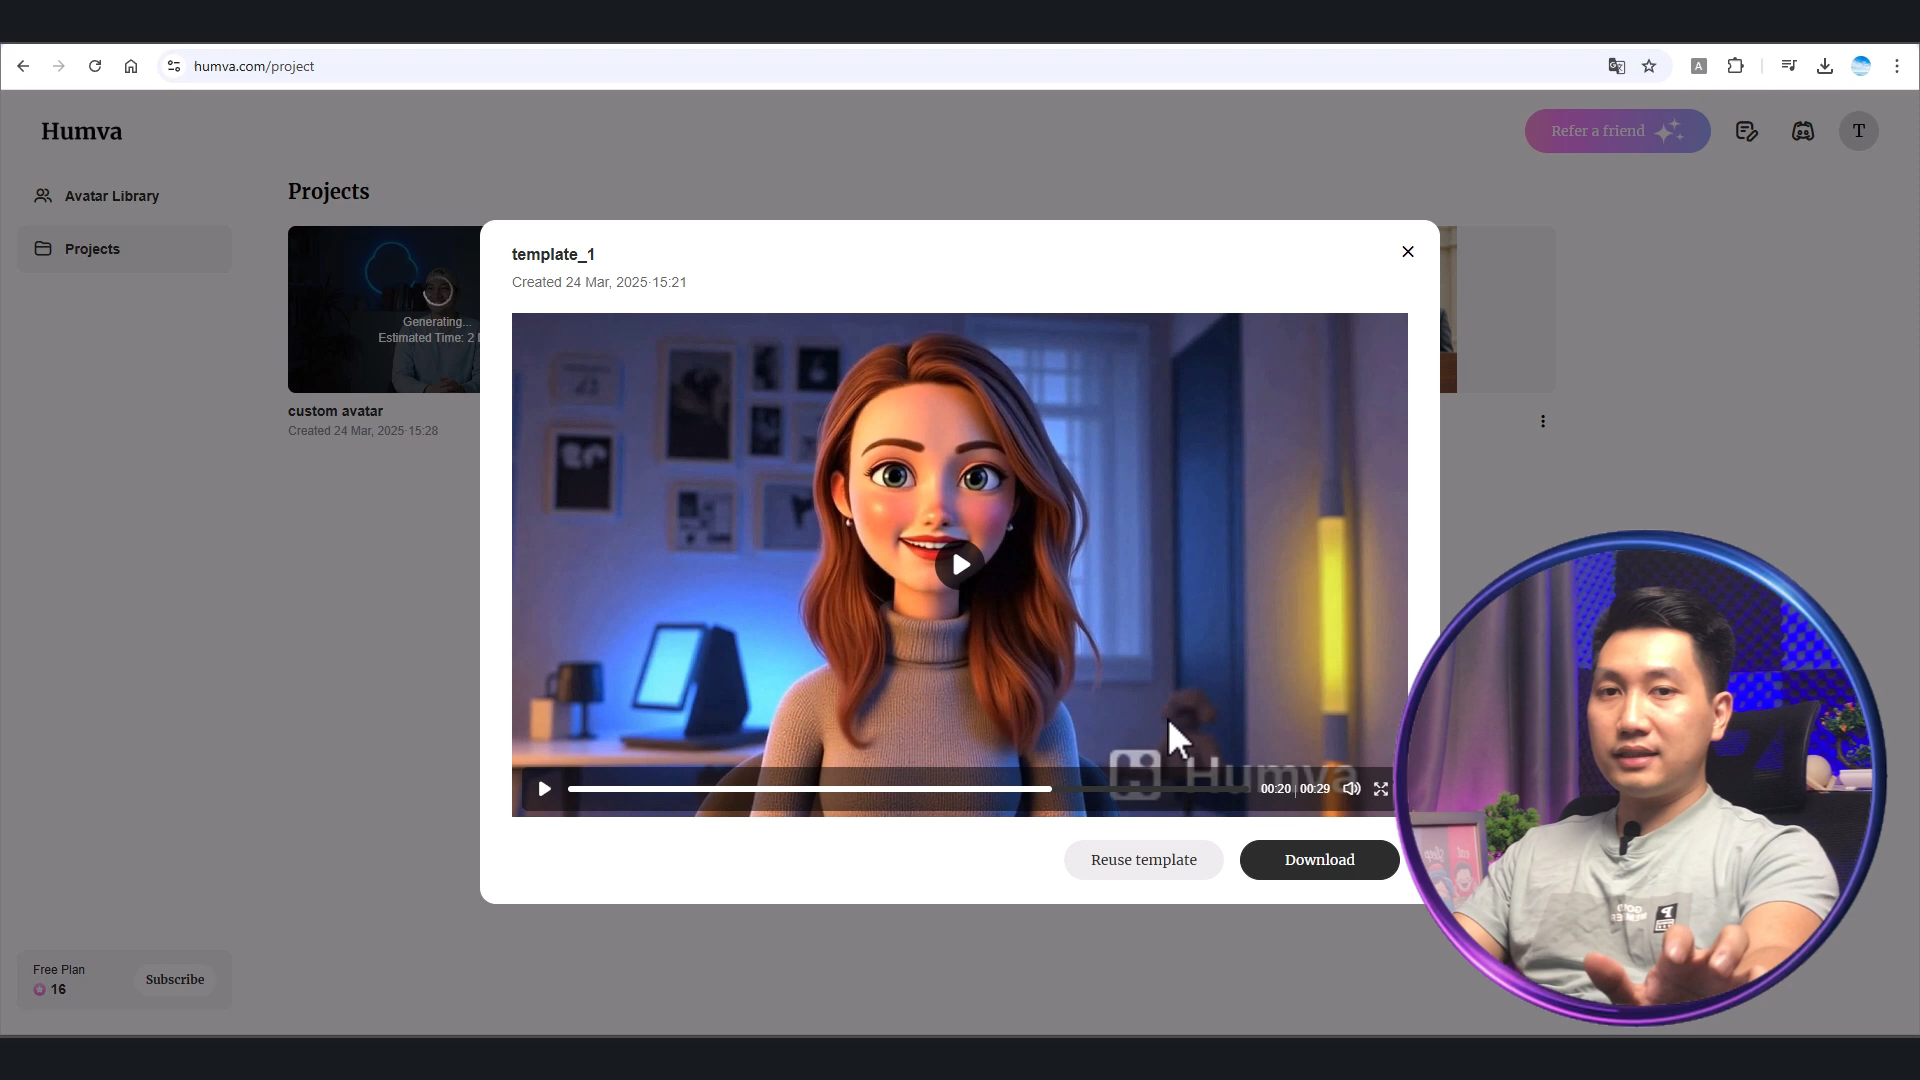 humva.com/project
A
Humva
Refer a friend
T
Avatar Library
Projects
Projects
template_1
Created 24 Mar, 2025·15:21
Generating...
Estimated Time: 2
custom avatar
Created 24 Mar, 2025·15:28
Humva
00:20 | 00:29
Reuse template
Download
Free Plan
16
Subscribe